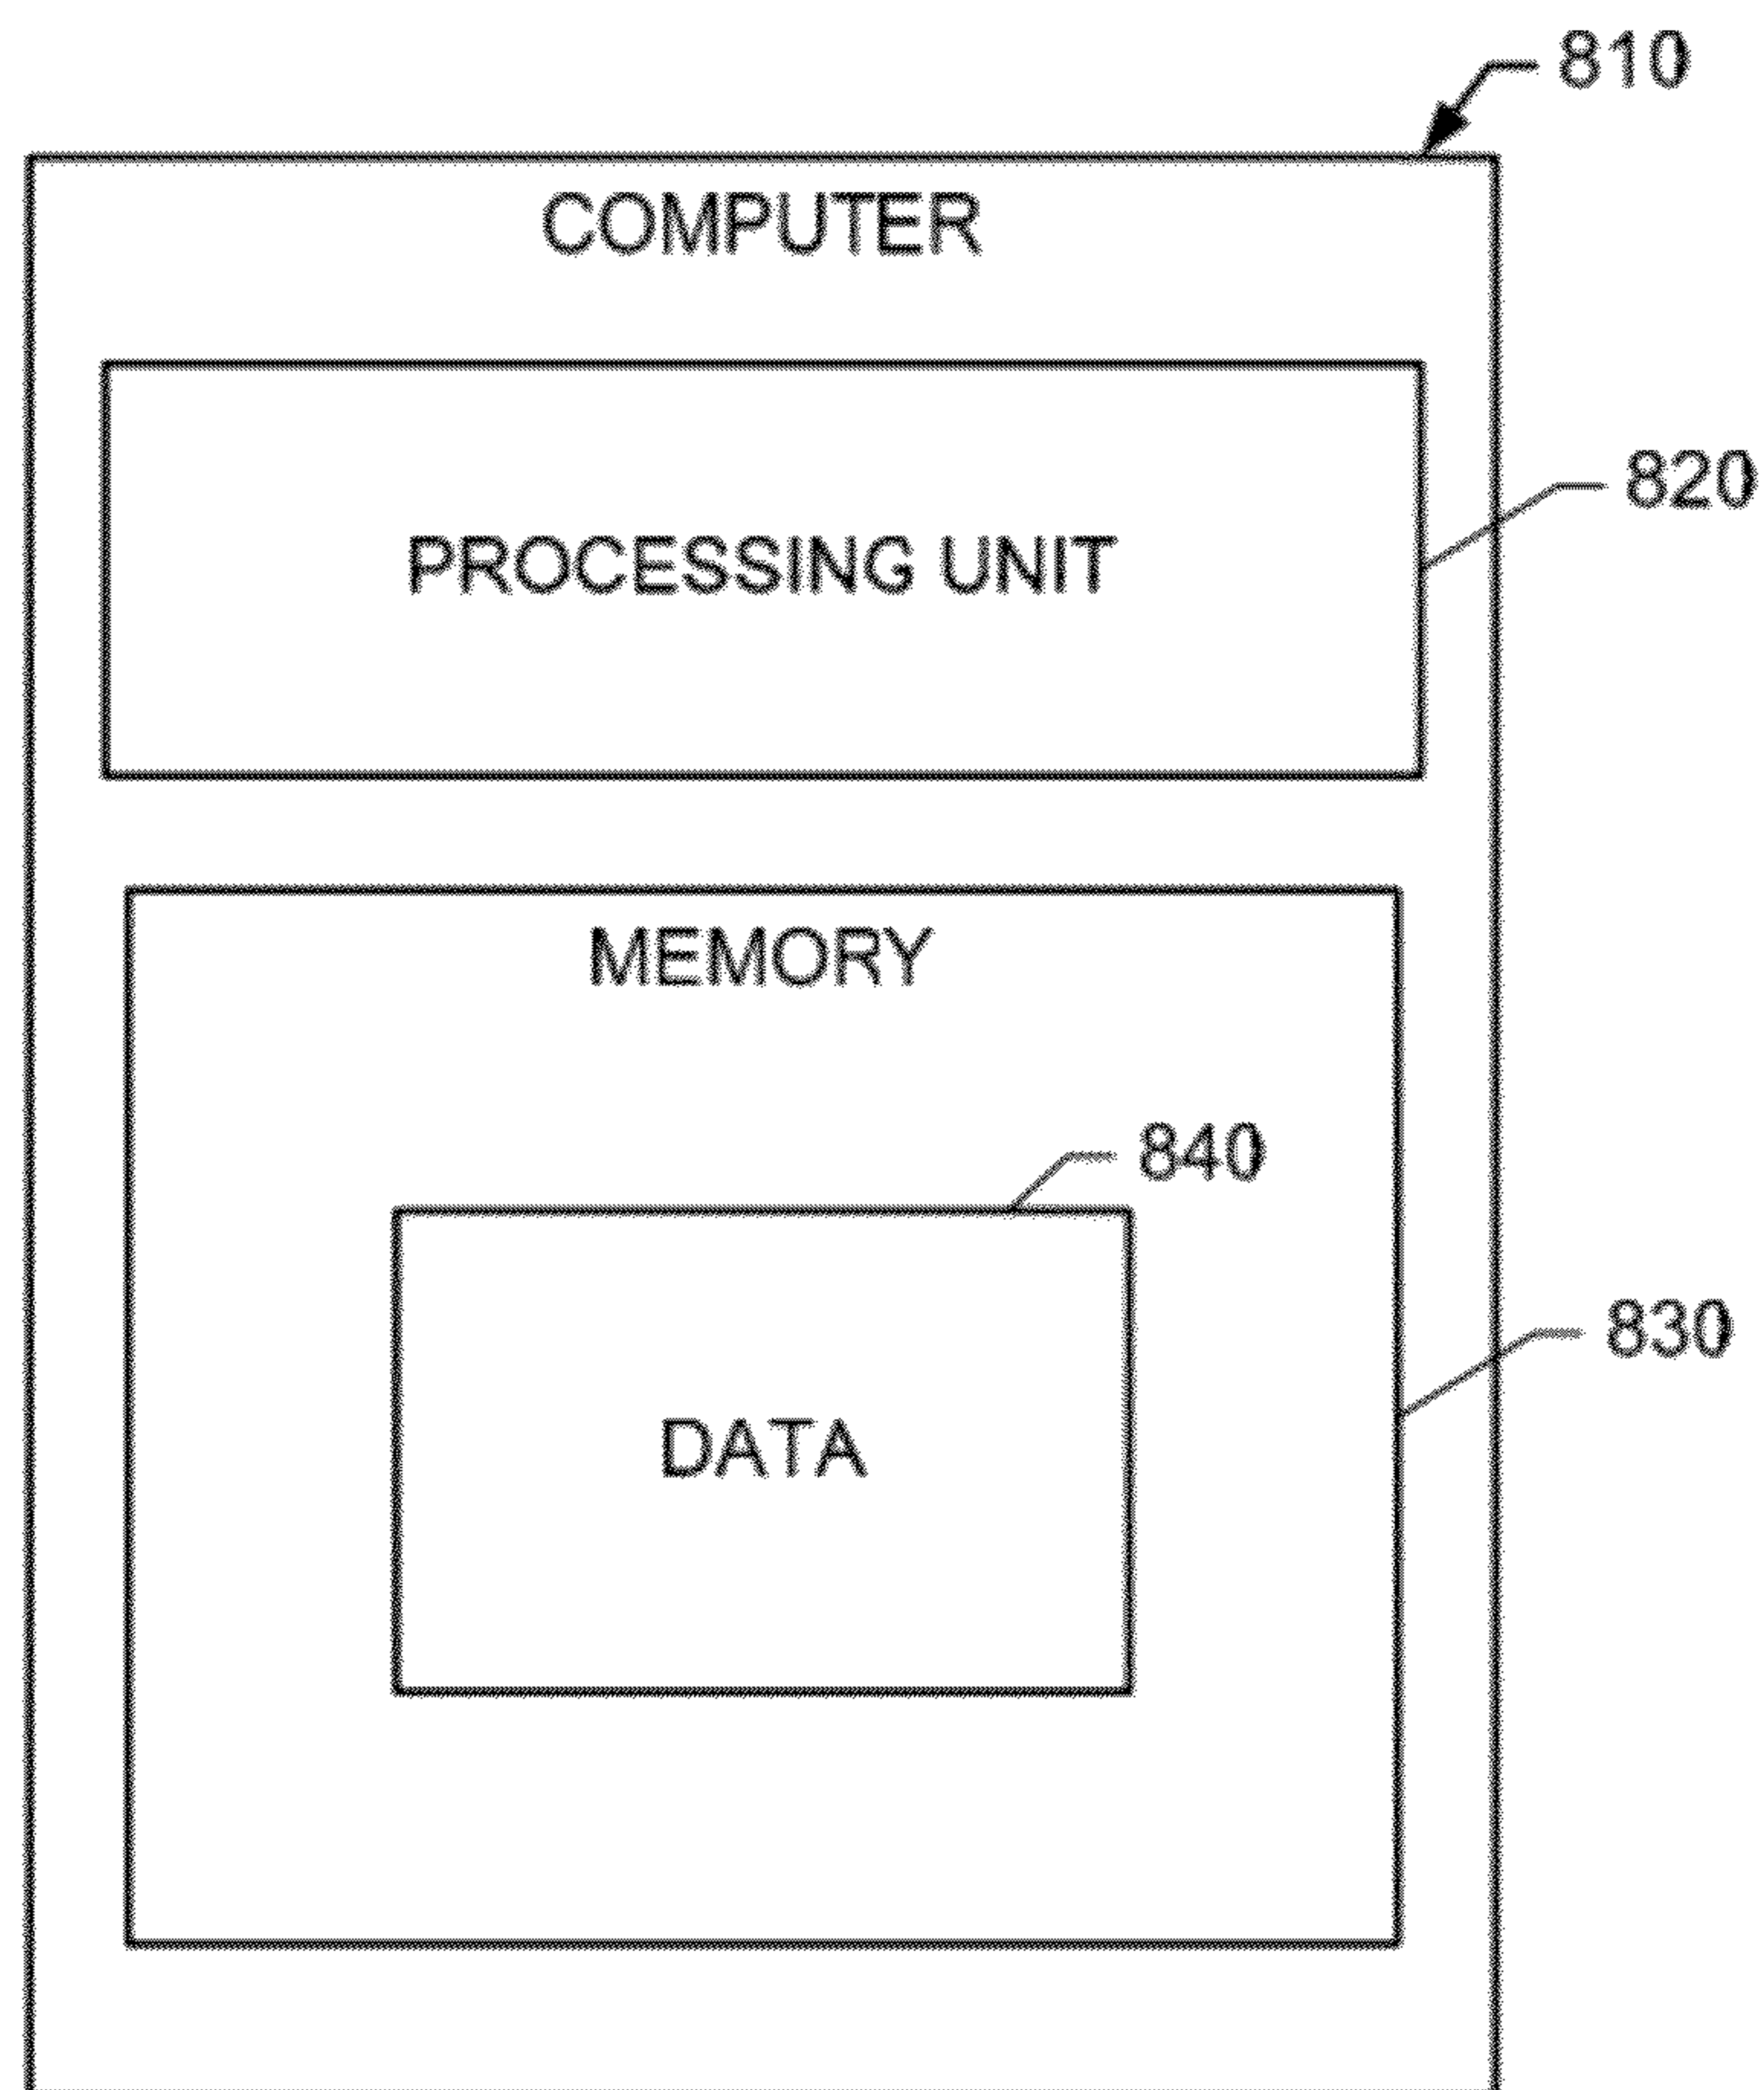 810
COMPUTER
820
PROCESSING UNIT
MEMORY
840
830
DATA